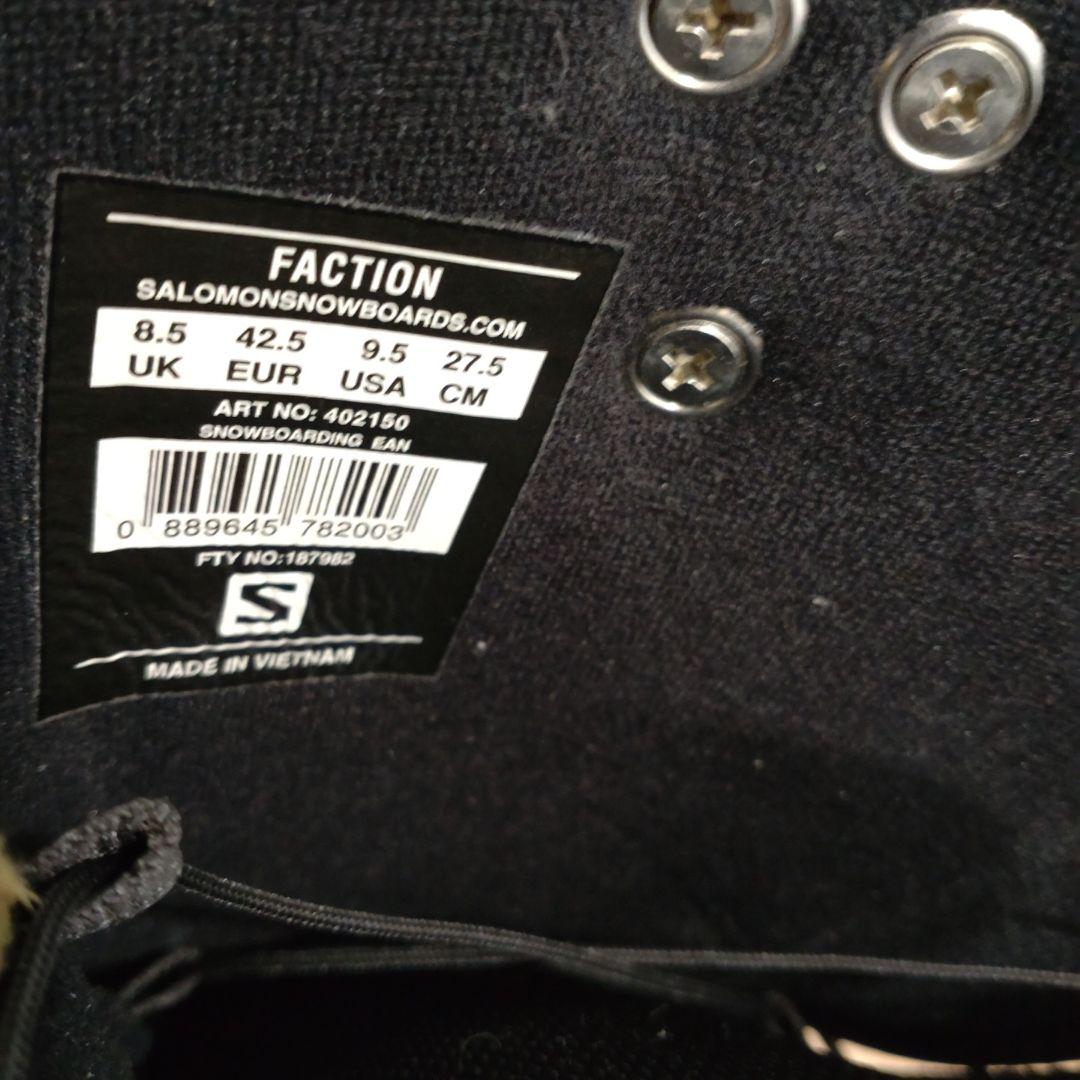 FACTION
SALOMONSNOWBOARDS.COM
8.5 42.5 9.5 27.5
UK EUR USA CM
ART NO: 402150
SNOWBOARDING EAN
0 889645 782003
FTY NO:187982
S
MADE IN VIETNAM